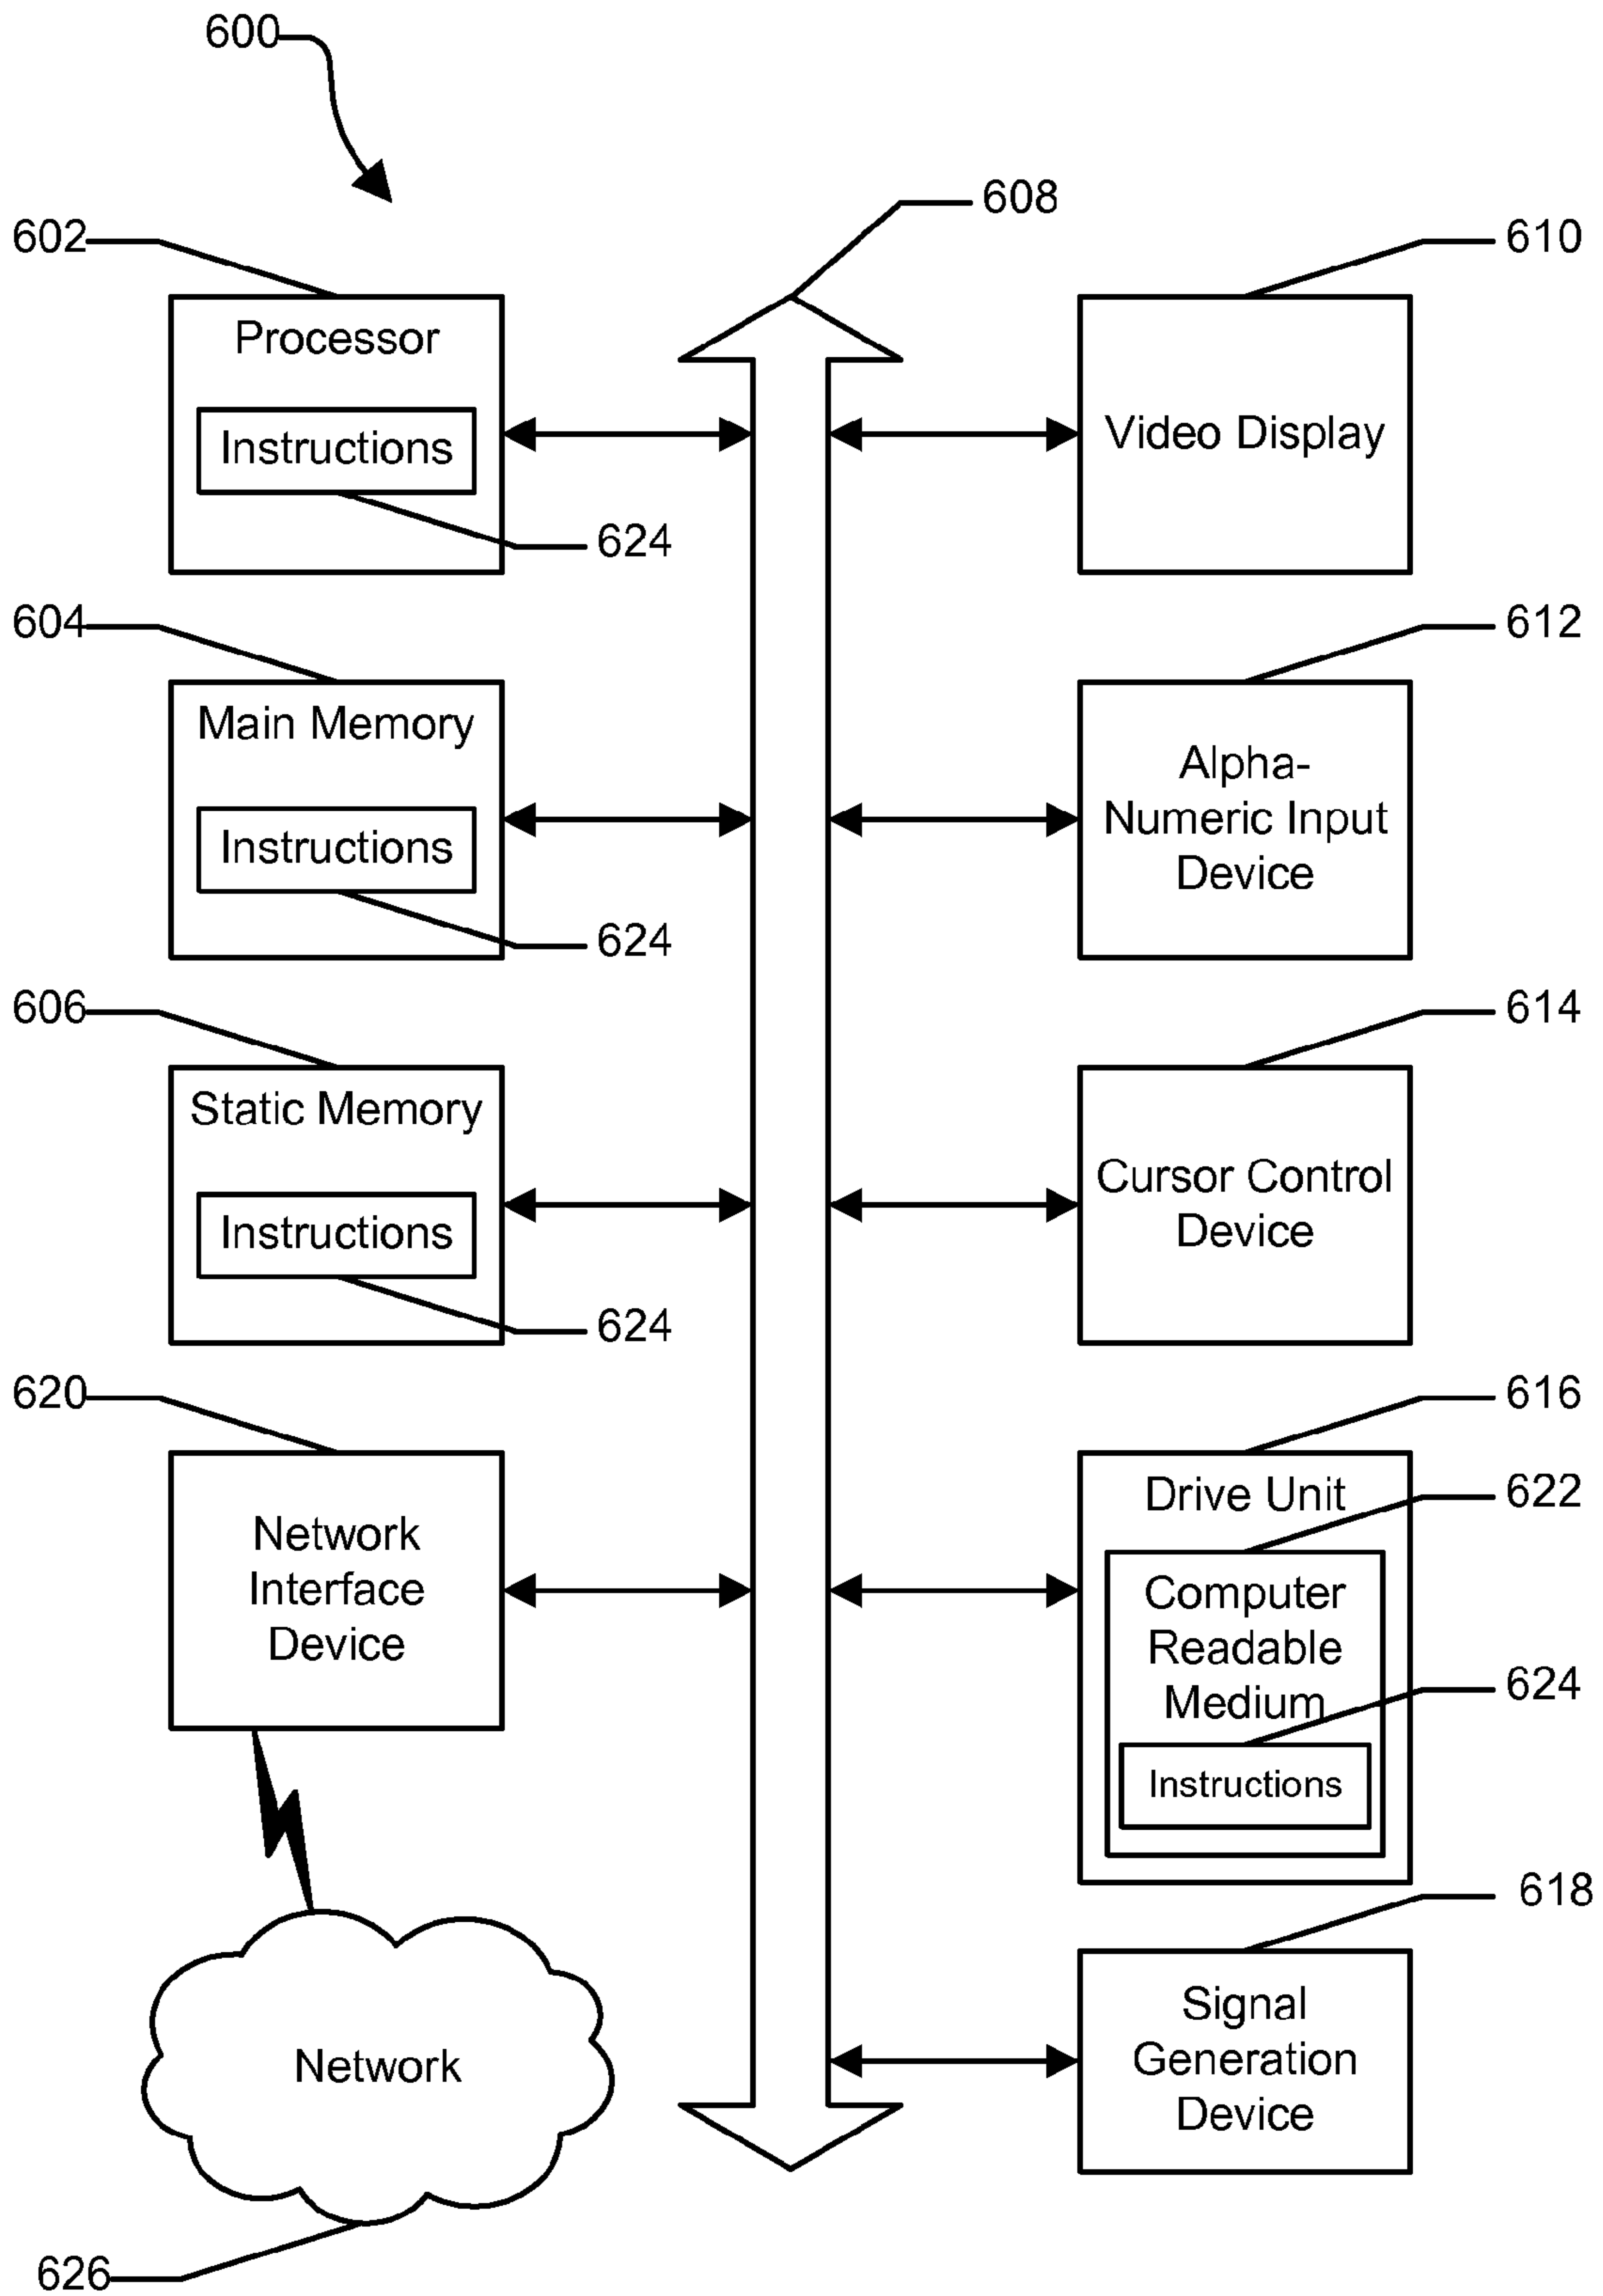 600
608
602
610
Processor
Instructions
624
Video Display
604
612
Main Memory
Instructions
624
Alpha-
Numeric Input
Device
606
614
Static Memory
Instructions
624
Cursor Control
Device
620
616
Network
Interface
Device
Drive Unit
622
Computer
Readable
Medium
624
Instructions
618
Network
Signal
Generation
Device
626